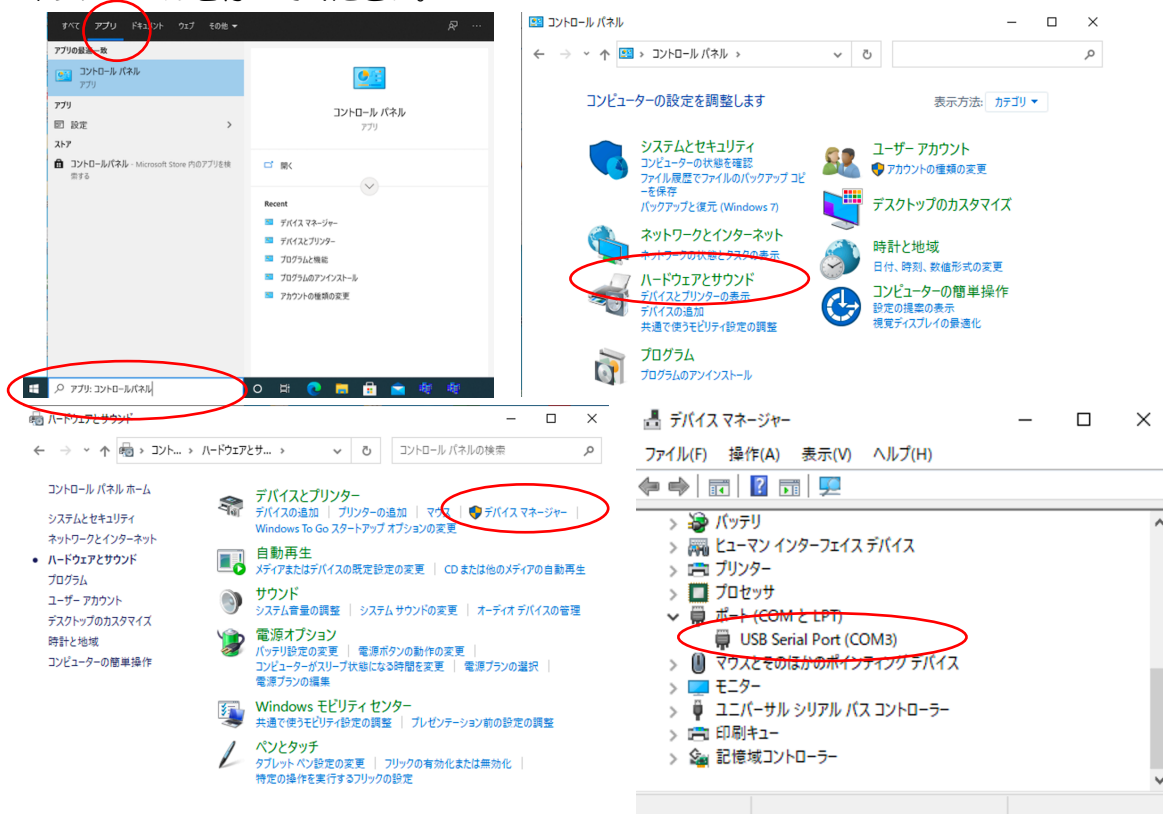 すべて アプリ ドキュメント ウェブ その他
アプリの最適一致
コントロール パネル
アプリ
アプリ
設定
ストア
コントロールパネル - Microsoft Store 内のアプリを検
索する
コントロール パネル
アプリ
開く
Recent
デバイス マネージャー
デバイスとプリンター
プログラムと機能
プログラムのアンインストール
アカウントの種類の変更
アプリ: コントロールパネル
コントロール パネル
コントロール パネル
コンピューターの設定を調整します
表示方法: カテゴリ
システムとセキュリティ
コンピューターの状態を確認
ファイル履歴でファイルのバックアップ コピ
ーを保存
バックアップと復元 (Windows 7)
ネットワークとインターネット
ネットワークの状態とタスクの表示
ハードウェアとサウンド
デバイスとプリンターの表示
デバイスの追加
共通で使うモビリティ設定の調整
プログラム
プログラムのアンインストール
ユーザー アカウント
アカウントの種類の変更
デスクトップのカスタマイズ
時計と地域
日付、時刻、数値形式の変更
コンピューターの簡単操作
設定の提案の表示
視覚ディスプレイの最適化
ハードウェアとサウンド
コント... ハードウェアとサ...
コントロール パネルの検索
コントロール パネル ホーム
システムとセキュリティ
ネットワークとインターネット
ハードウェアとサウンド
プログラム
ユーザー アカウント
デスクトップのカスタマイズ
時計と地域
コンピューターの簡単操作
デバイスとプリンター
デバイスの追加 プリンターの追加 マウス デバイス マネージャー
Windows To Go スタートアップ オプションの変更
自動再生
メディアまたはデバイスの既定設定の変更 CD または他のメディアの自動再生
サウンド
システム音量の調整 システム サウンドの変更 オーディオ デバイスの管理
電源オプション
バッテリ設定の変更 電源ボタンの動作の変更
コンピューターがスリープ状態になる時間を変更 電源プランの選択
電源プランの編集
Windows モビリティ センター
共通で使うモビリティ設定の調整 プレゼンテーション前の設定の調整
ペンとタッチ
タブレット ペン設定の変更 フリックの有効化または無効化
特定の操作を実行するフリックの設定
デバイス マネージャー
ファイル(F) 操作(A) 表示(V) ヘルプ(H)
バッテリ
ヒューマン インターフェイス デバイス
プリンター
プロセッサ
ポート (COM と LPT)
USB Serial Port (COM3)
マウスとそのほかのポインティング デバイス
モニター
ユニバーサル シリアル バス コントローラー
印刷キュー
記憶域コントローラー